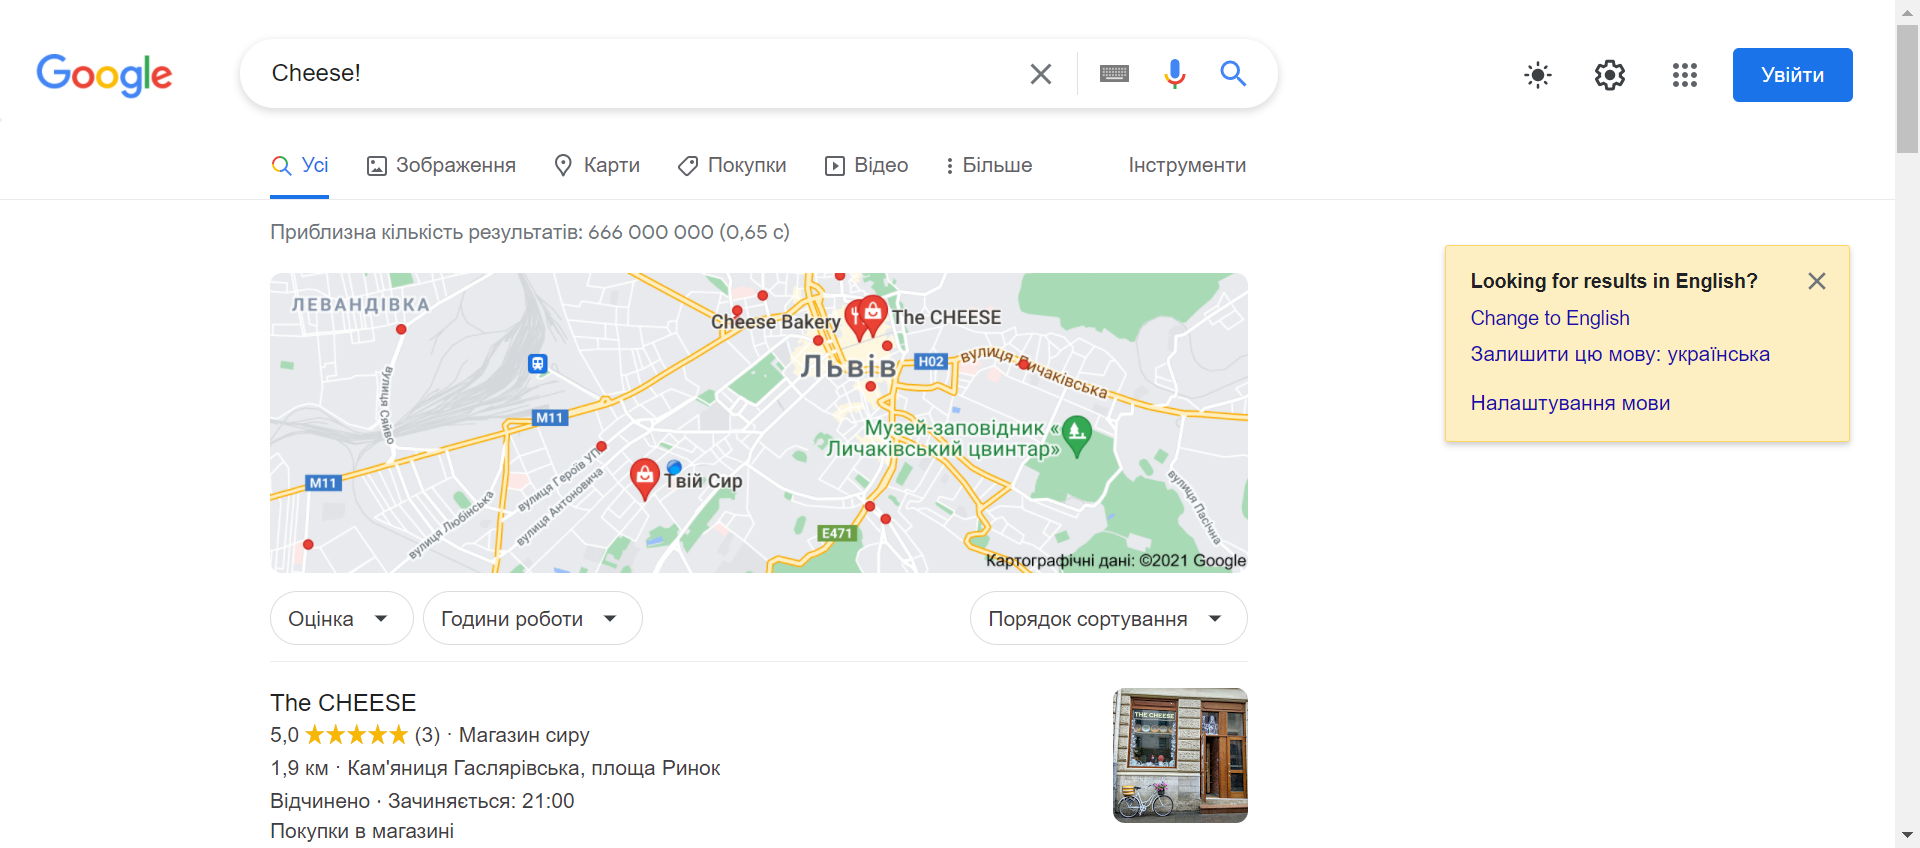 Google
Cheese!
Увійти
Усі
Зображення
Карти
Покупки
Відео
Більше
Інструменти
Приблизна кількість результатів: 666 000 000 (0,65 с)
ЛЕВАНДІВКА
Cheese Bakery
The CHEESE
Львів
H02
вулиця Личаківська
вулиця Сяйво
M11
Музей-заповідник «
Личаківський цвинтар»
M11
вулиця Героїв УП
Твій Сир
вулиця Любінська
вулиця Антоновича
вулиця Пасічна
E471
Картографічні дані: ©2021 Google
Looking for results in English?
Change to English
Залишити цю мову: українська
Налаштування мови
Оцінка
Години роботи
Порядок сортування
The CHEESE
5,0 ★★★★★ (3) · Магазин сиру
1,9 км · Кам'яниця Гаслярівська, площа Ринок
Відчинено · Зачиняється: 21:00
Покупки в магазині
THE CHEESE